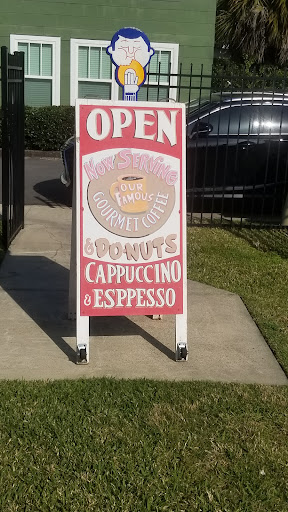 OPEN
Now Serving
OUR
FAMOUS
GOURMET COFFEE
& DONUTS
CAPPUCCINO
& ESPPESSO